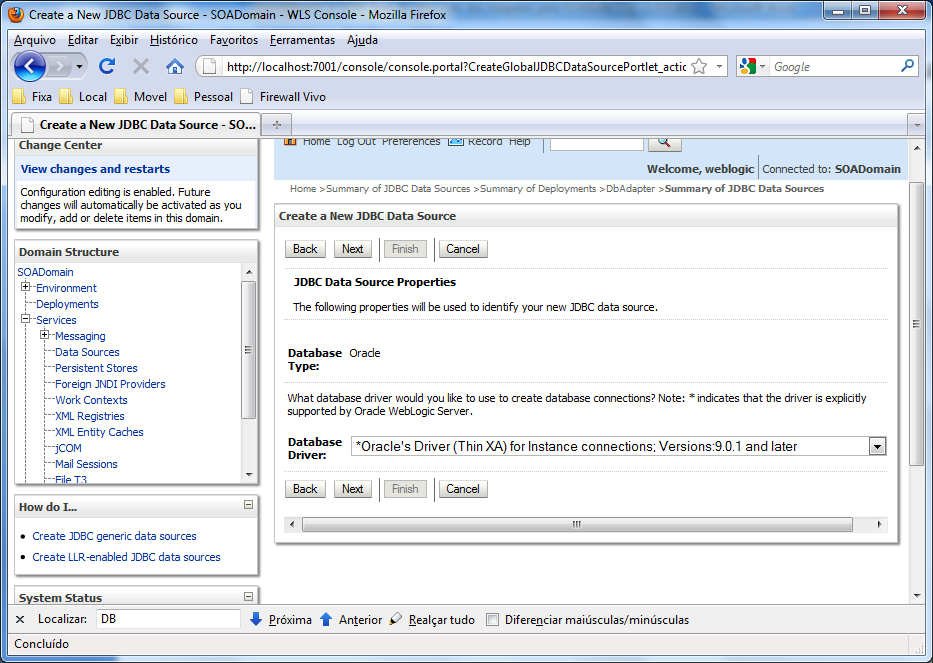 Create a New JDBC Data Source - SOADomain - WLS Console - Mozilla Firefox
Arquivo Editar Exibir Histórico Favoritos Ferramentas Ajuda
http://localhost:7001/console/console.portal?CreateGlobalJDBCDataSourcePortlet_actic
Google
Fixa Local Movel Pessoal Firewall Vivo
Create a New JDBC Data Source - SO...
Change Center
View changes and restarts
Configuration editing is enabled. Future
changes will automatically be activated as you
modify, add or delete items in this domain.
Domain Structure
SOADomain
Environment
Deployments
Services
Messaging
Data Sources
Persistent Stores
Foreign JNDI Providers
Work Contexts
XML Registries
XML Entity Caches
jCOM
Mail Sessions
File T3
How do I...
Create JDBC generic data sources
Create LLR-enabled JDBC data sources
System Status
Home Log Out Preferences Record Help
Welcome, weblogic Connected to: SOADomain
Home >Summary of JDBC Data Sources >Summary of Deployments >DbAdapter >Summary of JDBC Data Sources
Create a New JDBC Data Source
Back Next Finish Cancel
JDBC Data Source Properties
The following properties will be used to identify your new JDBC data source.
Database Oracle
Type:
What database driver would you like to use to create database connections? Note: * indicates that the driver is explicitly
supported by Oracle WebLogic Server.
Database
Driver:
*Oracle's Driver (Thin XA) for Instance connections; Versions:9.0.1 and later
Back Next Finish Cancel
Localizar: DB Próxima Anterior Realçar tudo Diferenciar maiúsculas/minúsculas
Concluído